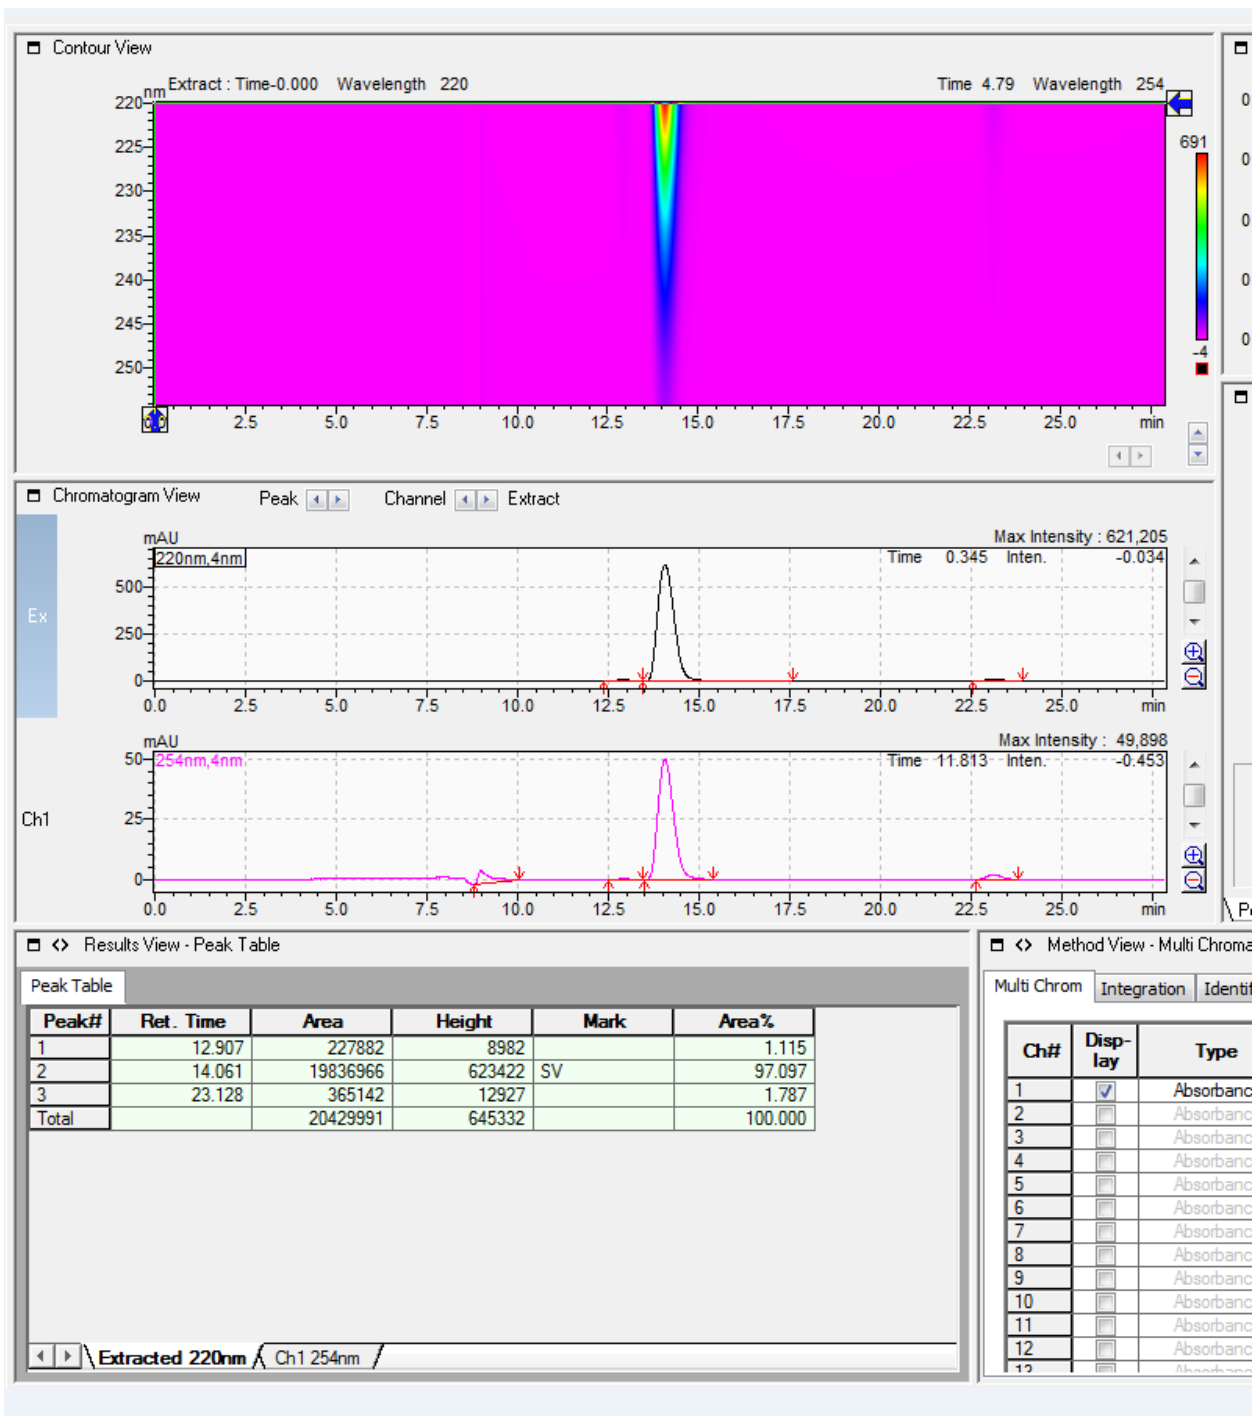 Contour View
Extract : Time-0.000 Wavelength 220 Time 4.79 Wavelength 254
nm
220
225
230
235
240
245
250
691
-4
2.5 5.0 7.5 10.0 12.5 15.0 17.5 20.0 22.5 25.0 min
Chromatogram View Peak Channel Extract
mAU Max Intensity : 621,205
220nm,4nm Time 0.345 Inten. -0.034
500
Ex
250
0
0.0 2.5 5.0 7.5 10.0 12.5 15.0 17.5 20.0 22.5 25.0 min
mAU Max Intensity : 49,898
50 254nm,4nm Time 11.813 Inten. -0.453
Ch1 25
0
0.0 2.5 5.0 7.5 10.0 12.5 15.0 17.5 20.0 22.5 25.0 min
Results View - Peak Table
Peak Table
Peak# Ret. Time Area Height Mark Area%
1 12.907 227882 8982 1.115
2 14.061 19836966 623422 SV 97.097
3 23.128 365142 12927 1.787
Total 20429991 645332 100.000
Extracted 220nm Ch1 254nm
Method View - Multi Chroma
Multi Chrom Integration Identif
Ch# Disp-lay Type
1 Absorbanc
2 Absorbanc
3 Absorbanc
4 Absorbanc
5 Absorbanc
6 Absorbanc
7 Absorbanc
8 Absorbanc
9 Absorbanc
10 Absorbanc
11 Absorbanc
12 Absorbanc
13 Absorbanc